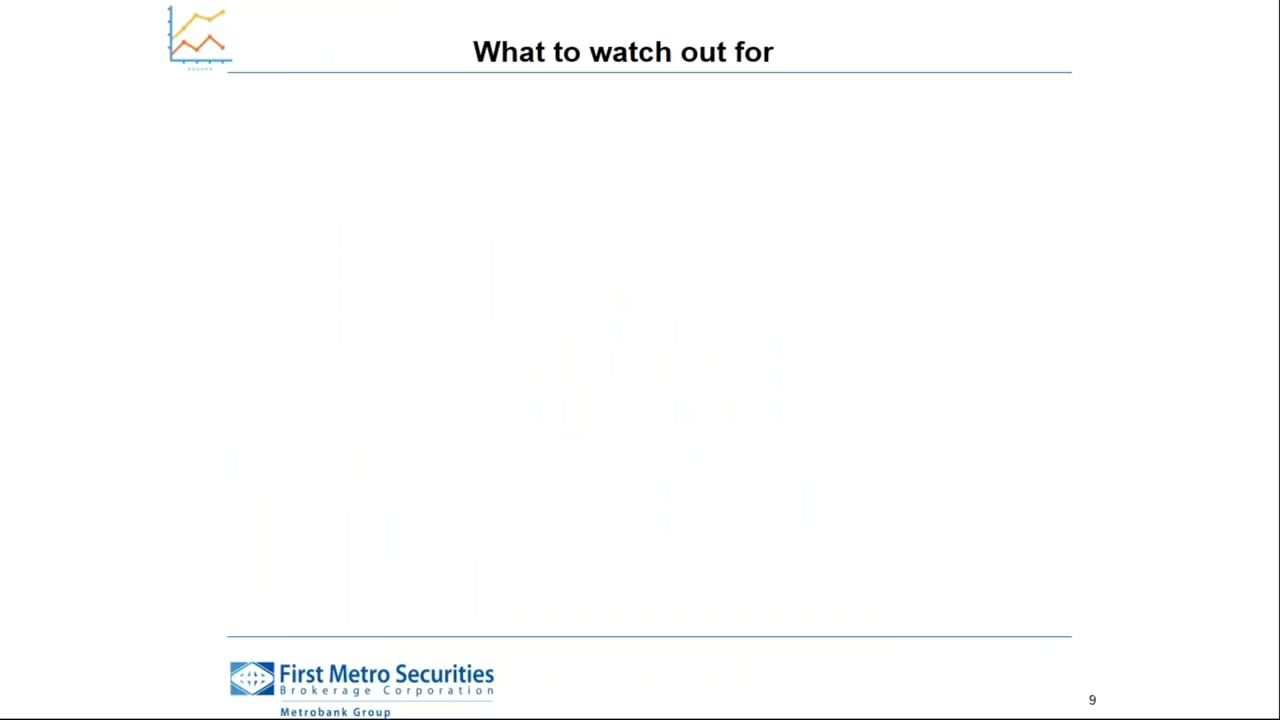 What to watch out for
First Metro Securities
Brokerage Corporation
Metrobank Group
9